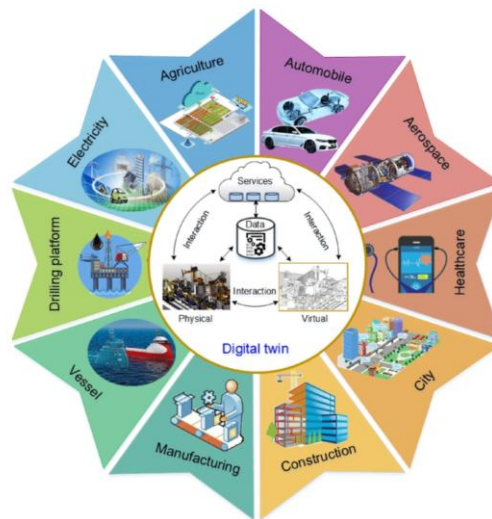 Agriculture
Automobile
Electricity
Aerospace
Services
Interaction
Interaction
Data
Drilling platform
Healthcare
Interaction
Physical
Virtual
Digital twin
Vessel
City
Manufacturing
Construction